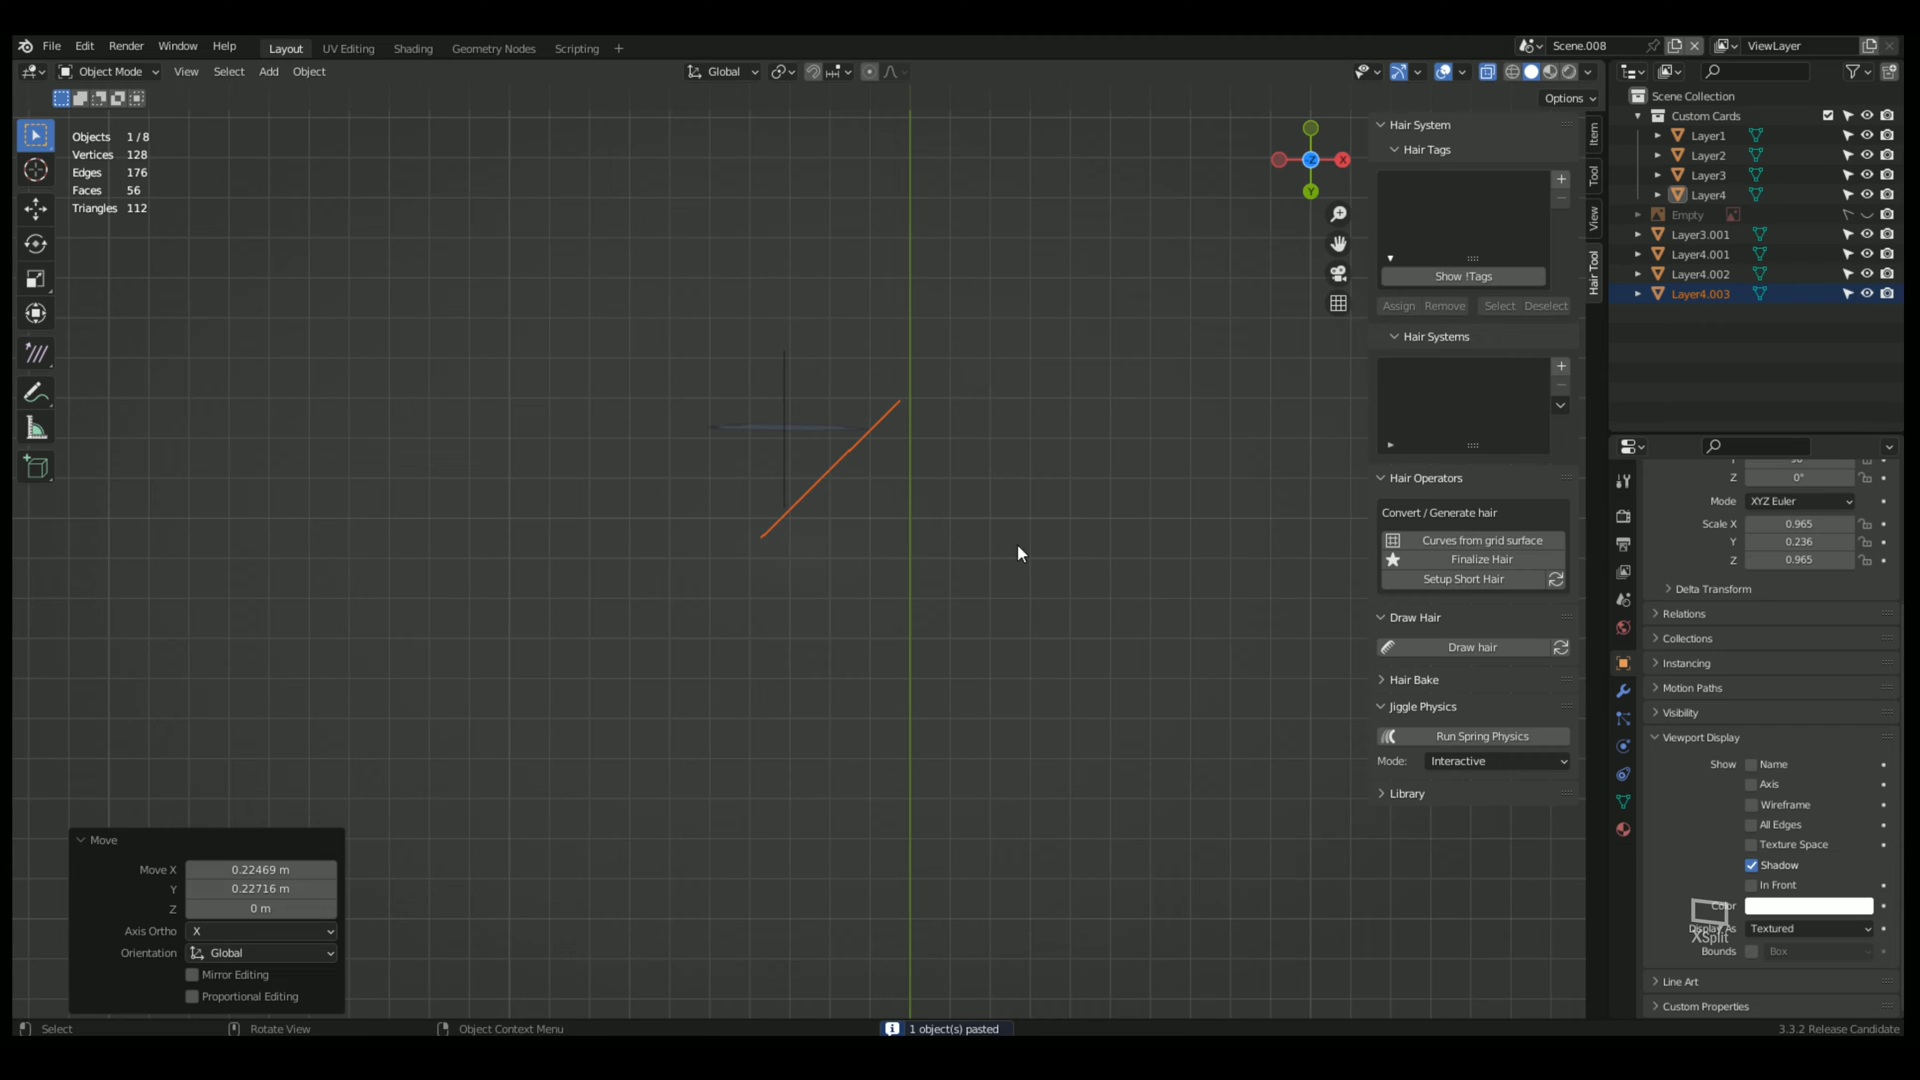 File Edit Render Window Help Layout UV Editing Shading Geometry Nodes Scripting + Scene.008 ViewLayer
Object Mode View Select Add Object Global
Options
Objects 1 / 8
Vertices 128
Edges 176
Faces 56
Triangles 112
-Z
X
Y
Hair System
Hair Tags
+
−
Show !Tags
Assign Remove Select Deselect
Hair Systems
+
−
Hair Operators
Convert / Generate hair
Curves from grid surface
Finalize Hair
Setup Short Hair
Draw Hair
Draw hair
Hair Bake
Jiggle Physics
Run Spring Physics
Mode: Interactive
Library
Item
Tool
View
Hair Tool
Scene Collection
Custom Cards
Layer1
Layer2
Layer3
Layer4
Empty
Layer3.001
Layer4.001
Layer4.002
Layer4.003
Z 0°
Mode XYZ Euler
Scale X 0.965
Y 0.236
Z 0.965
Delta Transform
Relations
Collections
Instancing
Motion Paths
Visibility
Viewport Display
Show Name
Axis
Wireframe
All Edges
Texture Space
Shadow
In Front
Color
Display As Textured
XSplit
Bounds Box
Line Art
Custom Properties
Move
Move X 0.22469 m
Y 0.22716 m
Z 0 m
Axis Ortho X
Orientation Global
Mirror Editing
Proportional Editing
Select Rotate View Object Context Menu 1 object(s) pasted 3.3.2 Release Candidate